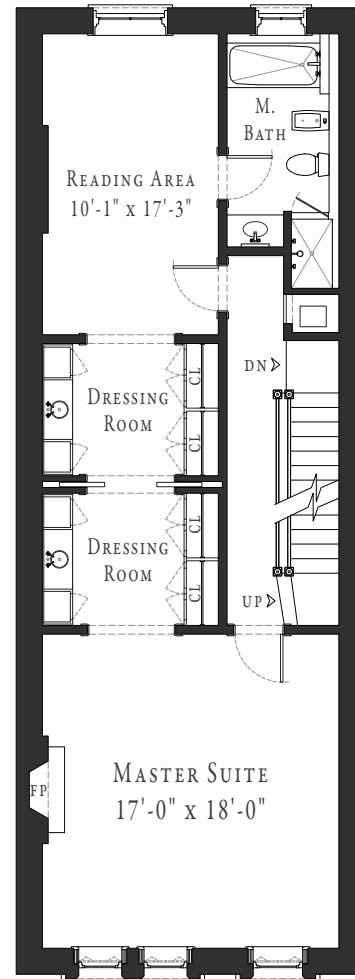 M.
BATH
READING AREA
10'-1" x 17'-3"
DN
CL
DRESSING
ROOM
CL
CL
DRESSING
ROOM
CL
UP
MASTER SUITE
17'-0" x 18'-0"
FP